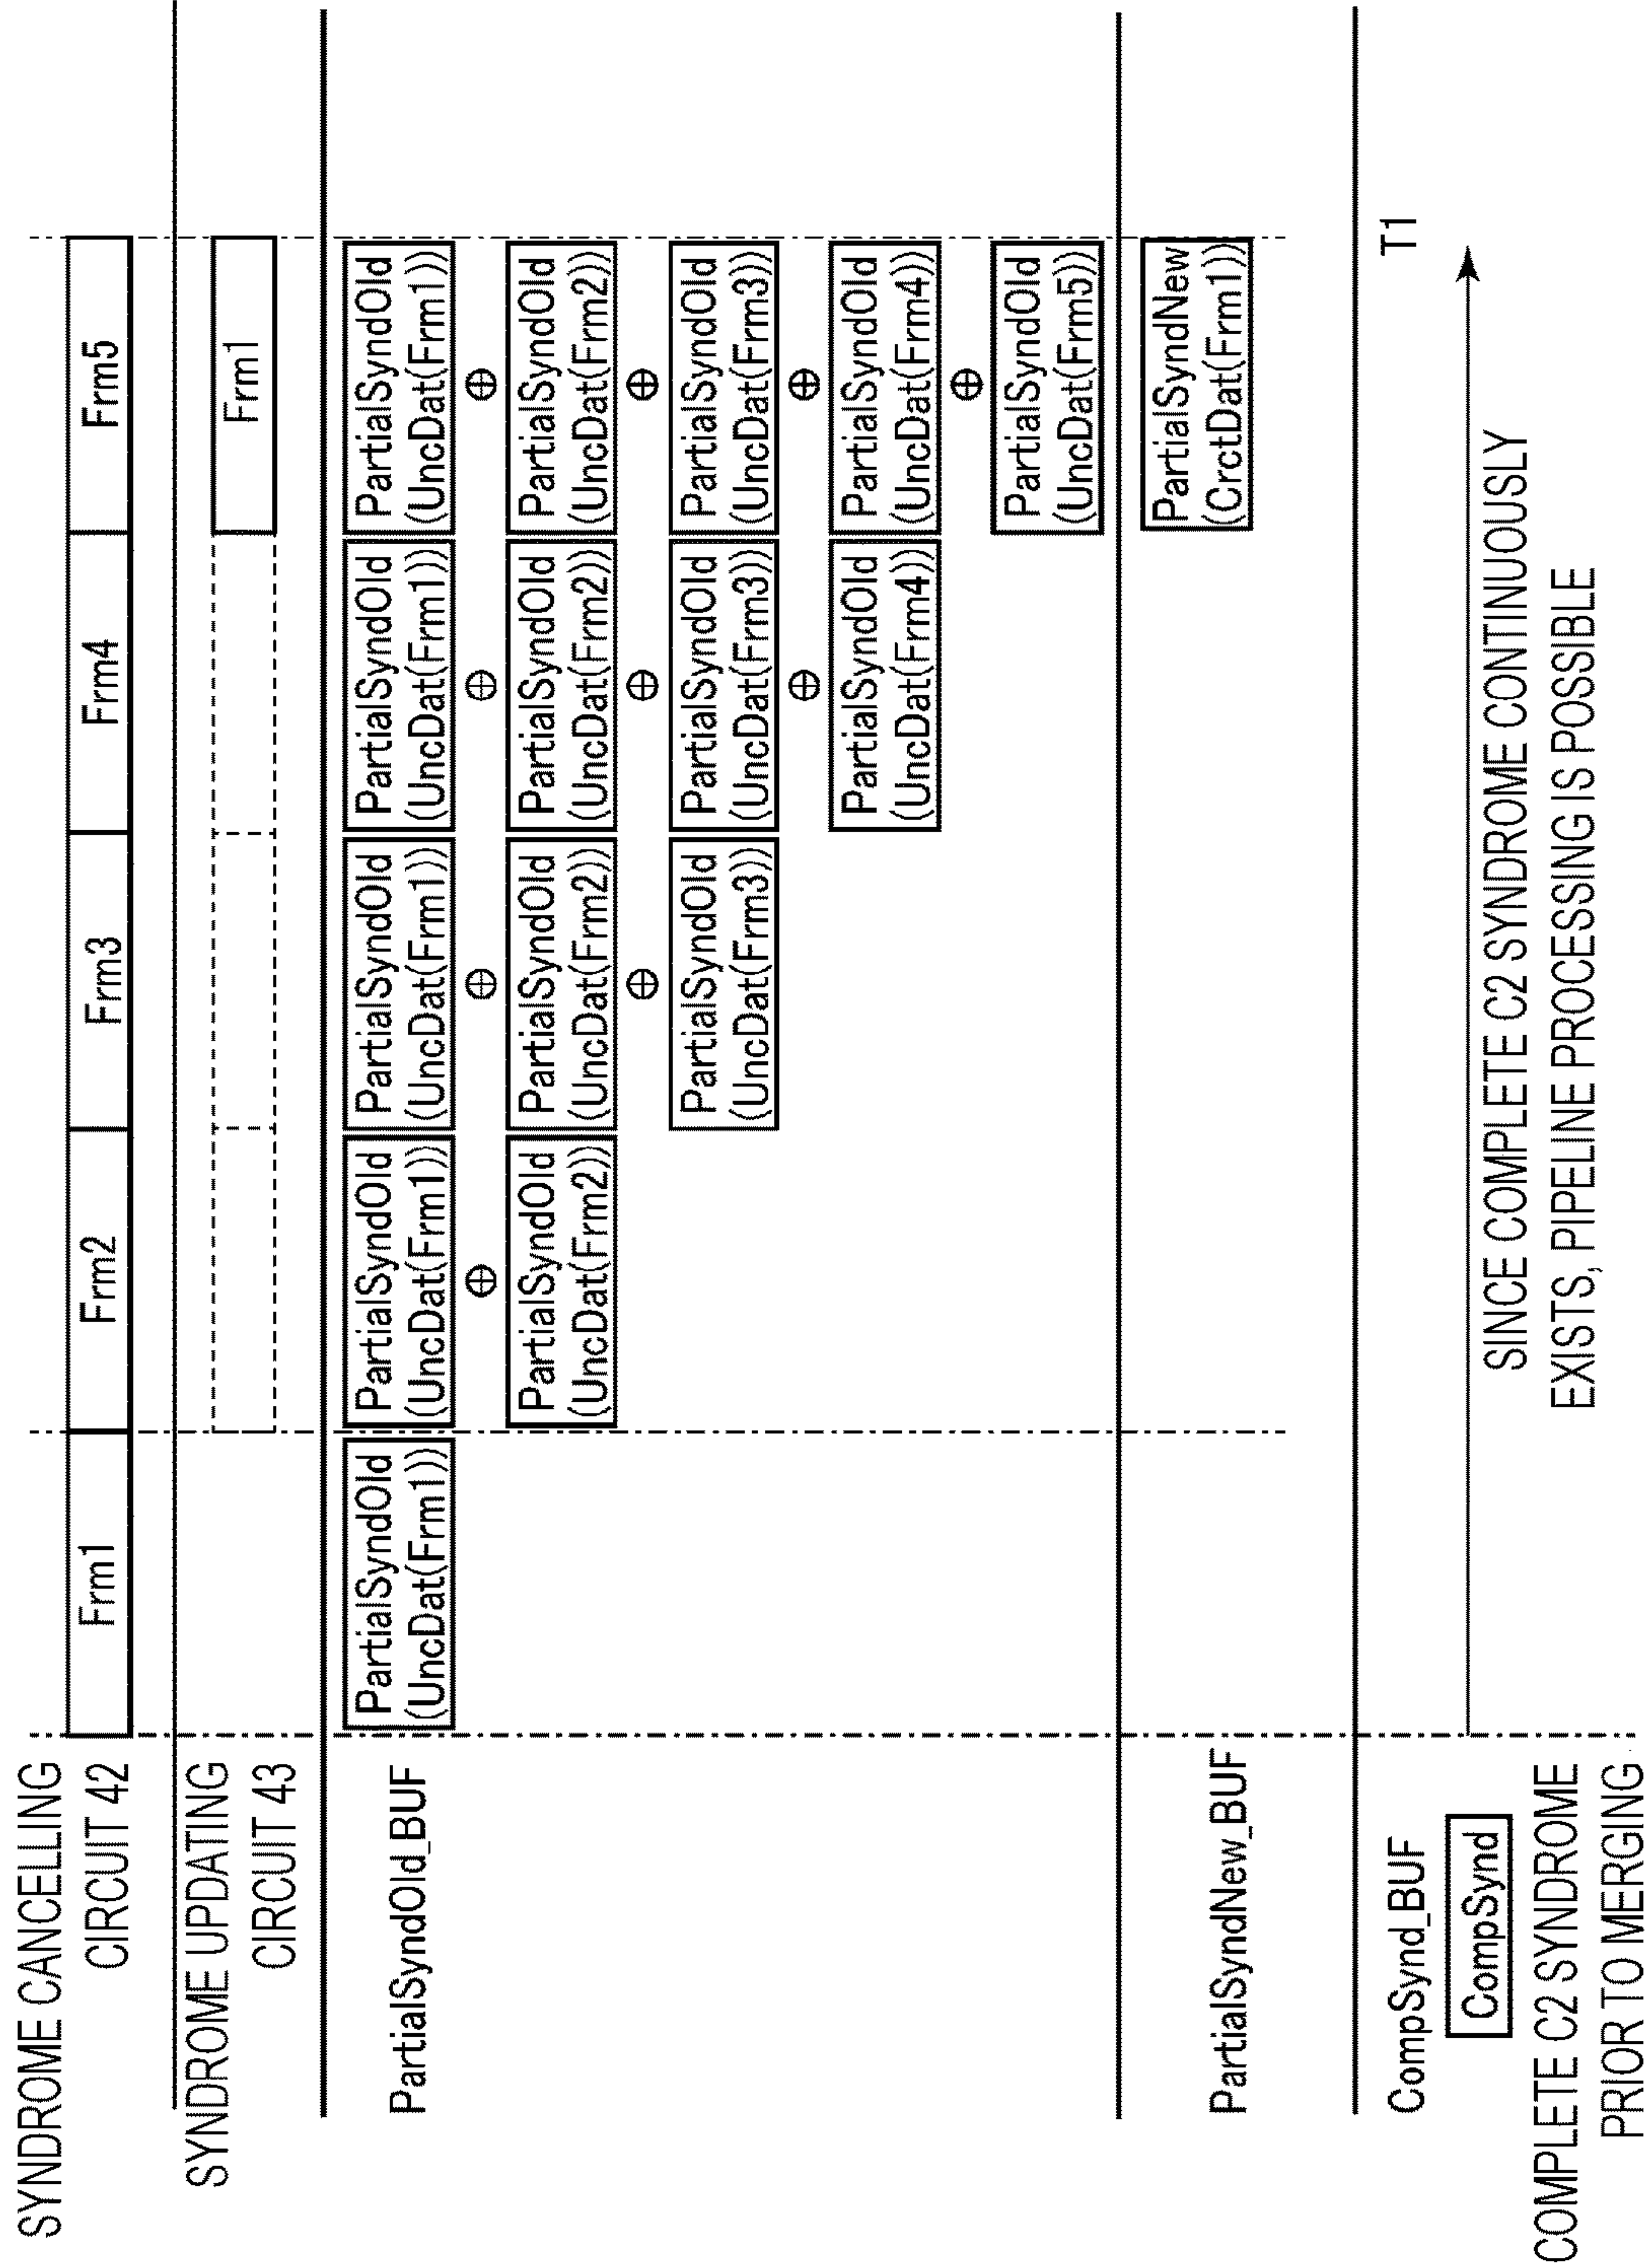 SYNDROME CANCELLING
CIRCUIT 42
Frm1
Frm2
Frm3
Frm4
Frm5
SYNDROME UPDATING
CIRCUIT 43
Frm1
PartialSyndOld_BUF
PartialSyndOld
(UncDat(Frm1))
PartialSyndOld
(UncDat(Frm1))
⊕
PartialSyndOld
(UncDat(Frm2))
PartialSyndOld
(UncDat(Frm1))
⊕
PartialSyndOld
(UncDat(Frm2))
⊕
PartialSyndOld
(UncDat(Frm3))
PartialSyndOld
(UncDat(Frm1))
⊕
PartialSyndOld
(UncDat(Frm2))
⊕
PartialSyndOld
(UncDat(Frm3))
⊕
PartialSyndOld
(UncDat(Frm4))
PartialSyndOld
(UncDat(Frm1))
⊕
PartialSyndOld
(UncDat(Frm2))
⊕
PartialSyndOld
(UncDat(Frm3))
⊕
PartialSyndOld
(UncDat(Frm4))
⊕
PartialSyndOld
(UncDat(Frm5))
PartialSyndNew_BUF
PartialSyndNew
(CrctDat(Frm1))
CompSynd_BUF
CompSynd
COMPLETE C2 SYNDROME
PRIOR TO MERGING
T1
SINCE COMPLETE C2 SYNDROME CONTINUOUSLY
EXISTS, PIPELINE PROCESSING IS POSSIBLE